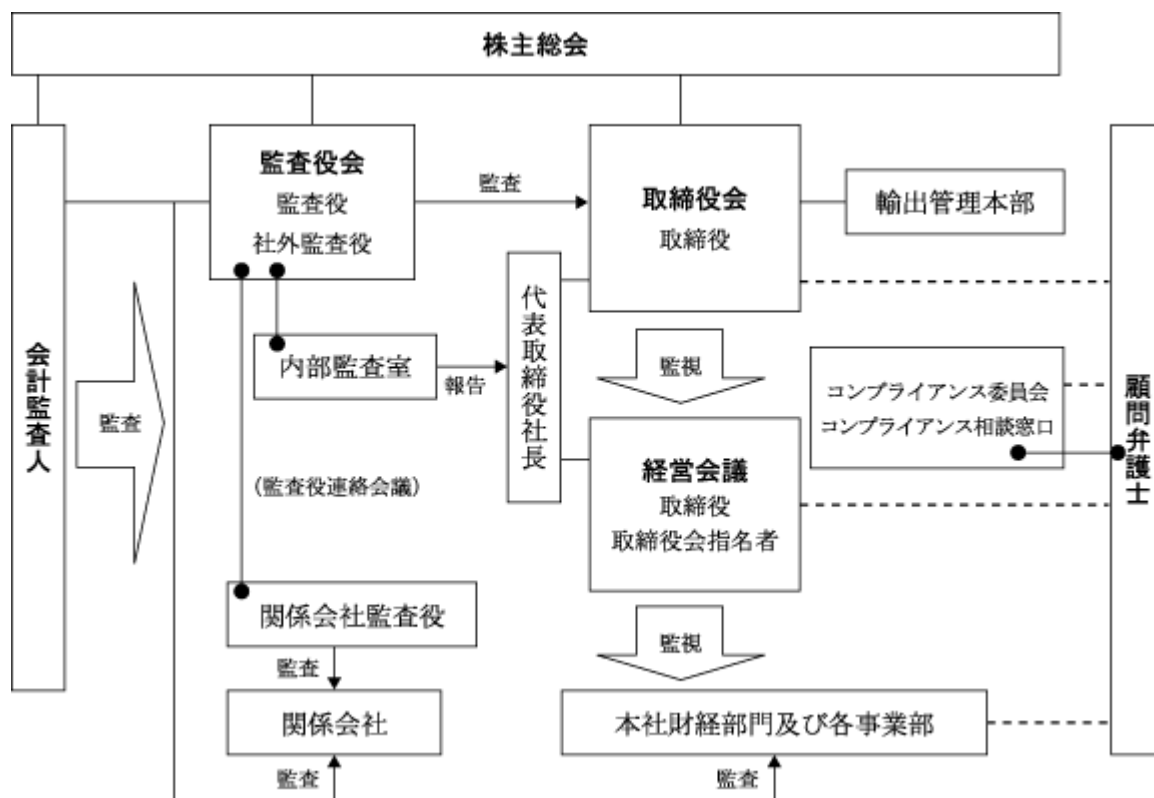 株主総会
監査役会
監査役
社外監査役
監査
取締役会
取締役
輸出管理本部
会計監査人
監査
内部監査室
報告
代表取締役社長
監視
コンプライアンス委員会
コンプライアンス相談窓口
顧問弁護士
(監査役連絡会議)
経営会議
取締役
取締役会指名者
関係会社監査役
監視
監査
関係会社
本社財経部門及び各事業部
監査
監査